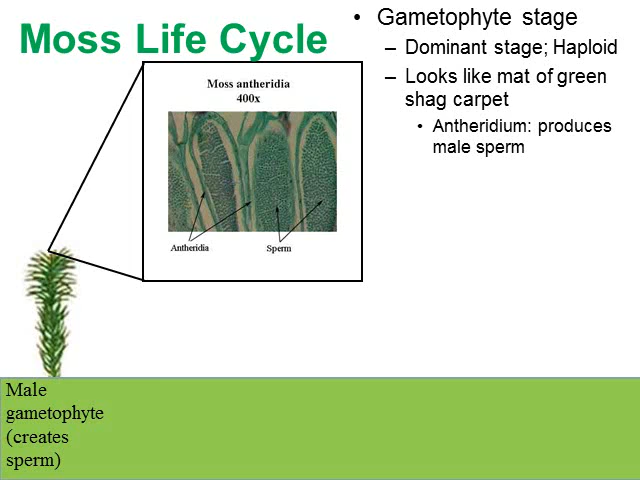 Moss Life Cycle
• Gametophyte stage
– Dominant stage; Haploid
– Looks like mat of green
shag carpet
• Antheridium: produces
male sperm
Moss antheridia
400x
Antheridia
Sperm
Male
gametophyte
(creates
sperm)